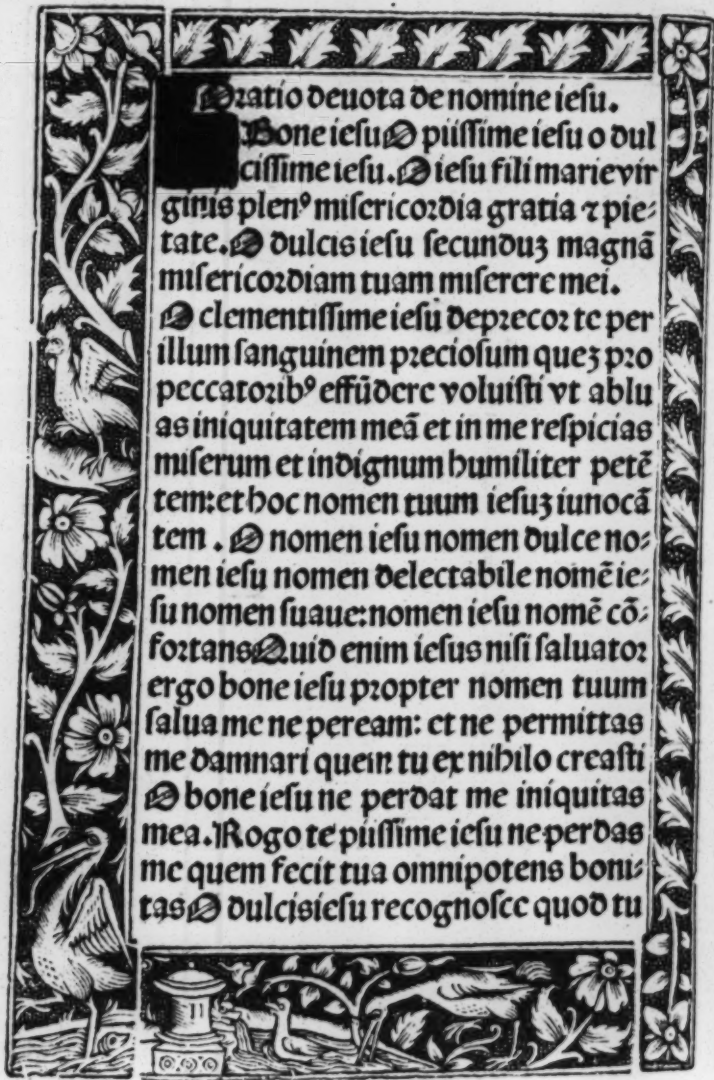 Oratio deuota de nomine iesu.
Bone iesu O piissime iesu o dul
cissime iesu. O iesu fili marie vir
ginis plenꝰ misericordia gratia ⁊ pie⸗
tate. O dulcis iesu secunduꝫ magnā
misericordiam tuam miserere mei.
O clementissime iesu deprecor te per
illum sanguinem preciosum queꝫ pro
peccatoribꝰ effūdere voluisti vt ablu
as iniquitatem meā et in me respicias
miserum et indignum humiliter petē
tem: et hoc nomen tuum iesuꝫ iunocā
tem . O nomen iesu nomen dulce no⸗
men iesu nomen delectabile nomē ie⸗
su nomen suaue: nomen iesu nomē cō⸗
fortans Quid enim iesus nisi saluator
ergo bone iesu propter nomen tuum
salua me ne peream: et ne permittas
me damnari quem tu ex nihilo creasti
O bone iesu ne perdat me iniquitas
mea. Rogo te piissime iesu ne perdas
me quem fecit tua omnipotens boni⸗
tas O dulcis iesu recognosce quod tu